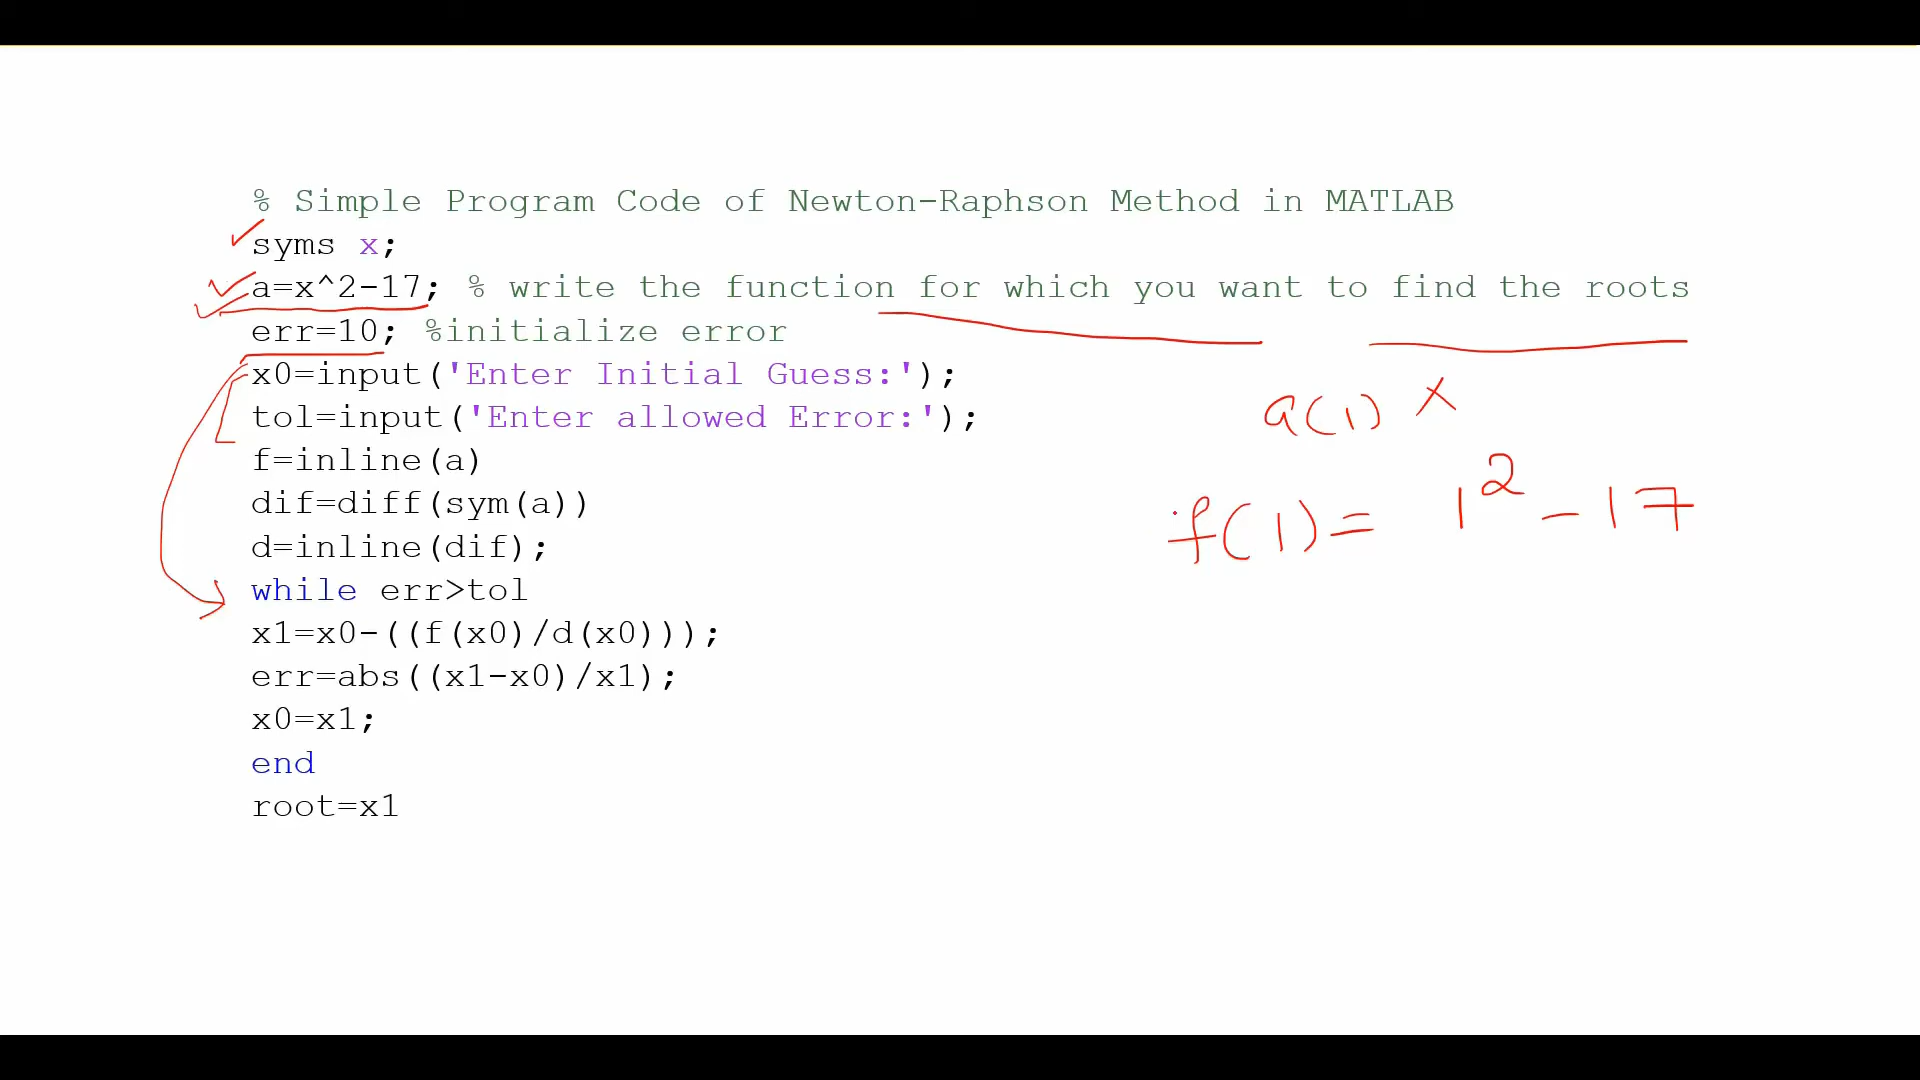 % Simple Program Code of Newton-Raphson Method in MATLAB
syms x;
a=x^2-17; % write the function for which you want to find the roots
err=10; %initialize error
x0=input('Enter Initial Guess:');
tol=input('Enter allowed Error:');
a(1) x
f=inline(a)
dif=diff(sym(a))
f(1)= 1^2-17
d=inline(dif);
while err>tol
x1=x0-((f(x0)/d(x0)));
err=abs((x1-x0)/x1);
x0=x1;
end
root=x1